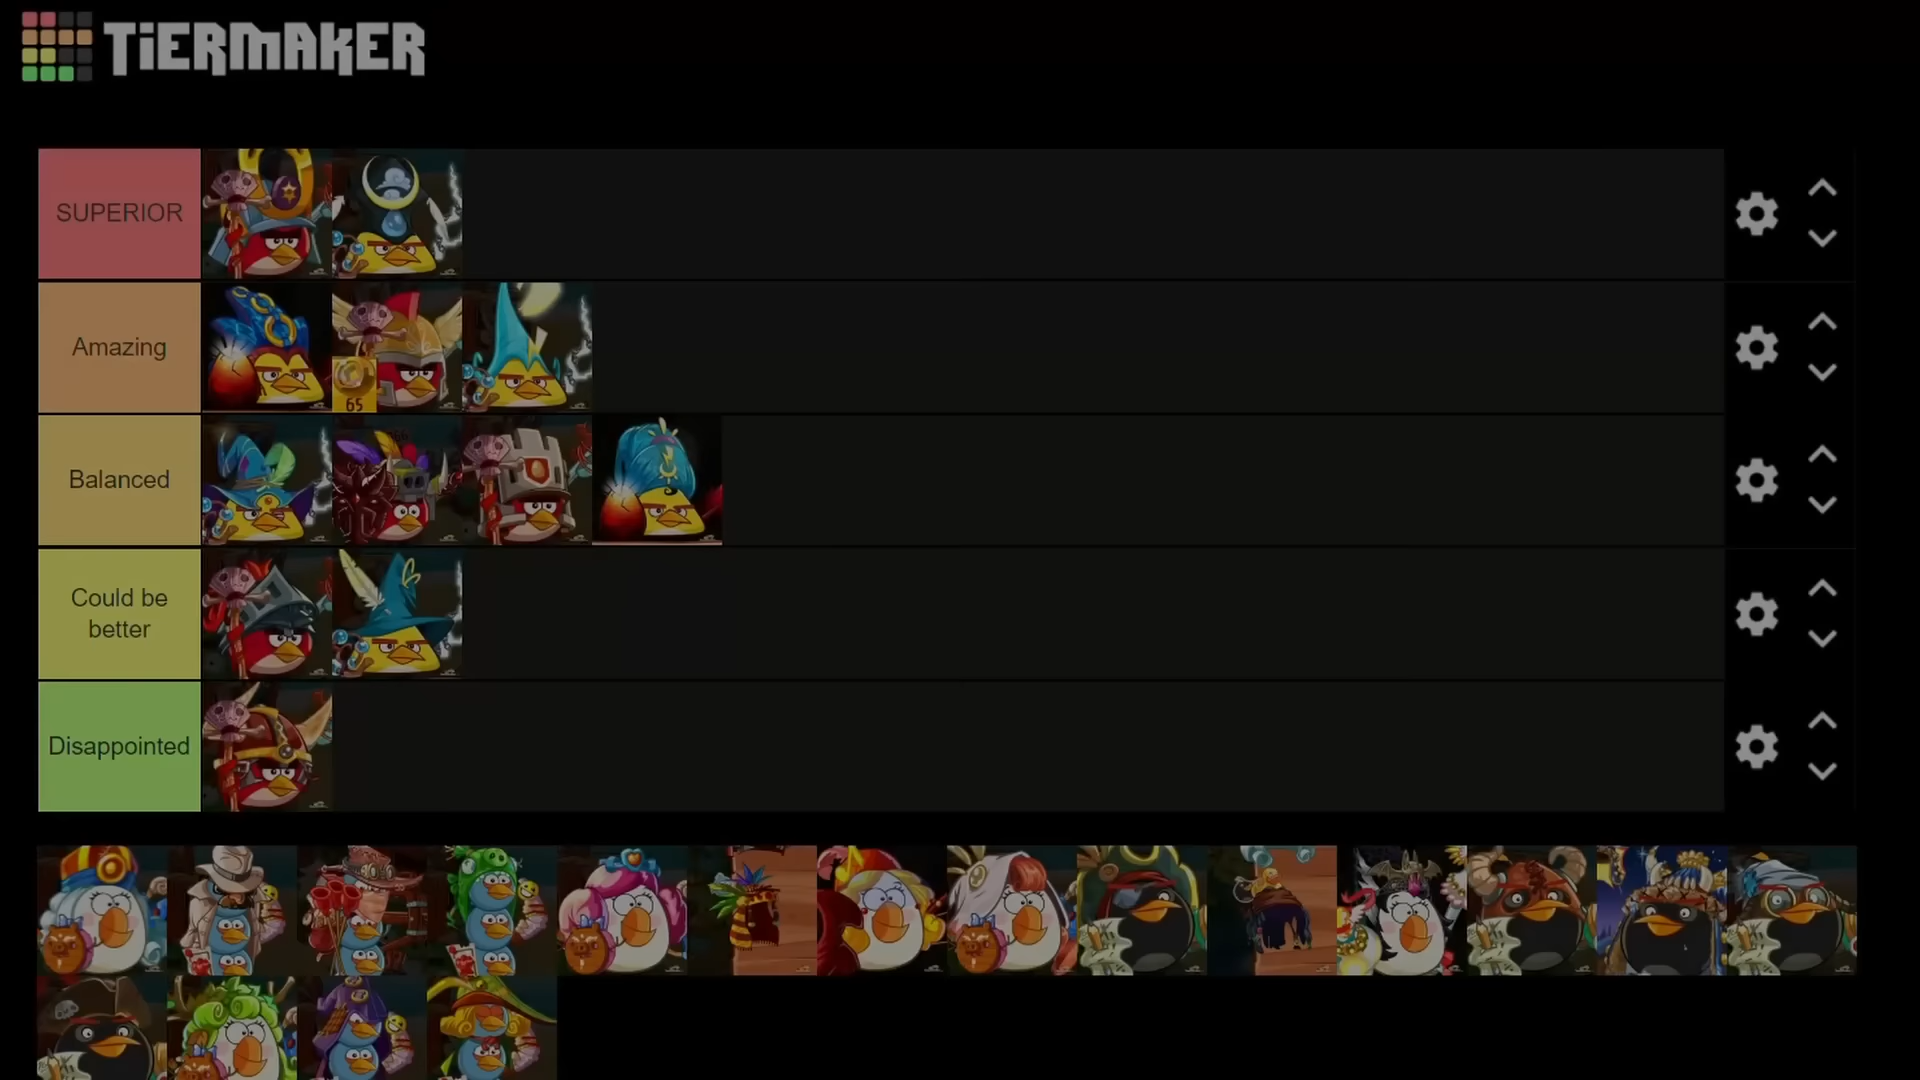 TiERMAKER
SUPERIOR
Amazing
65
Balanced
Could be
better
Disappointed